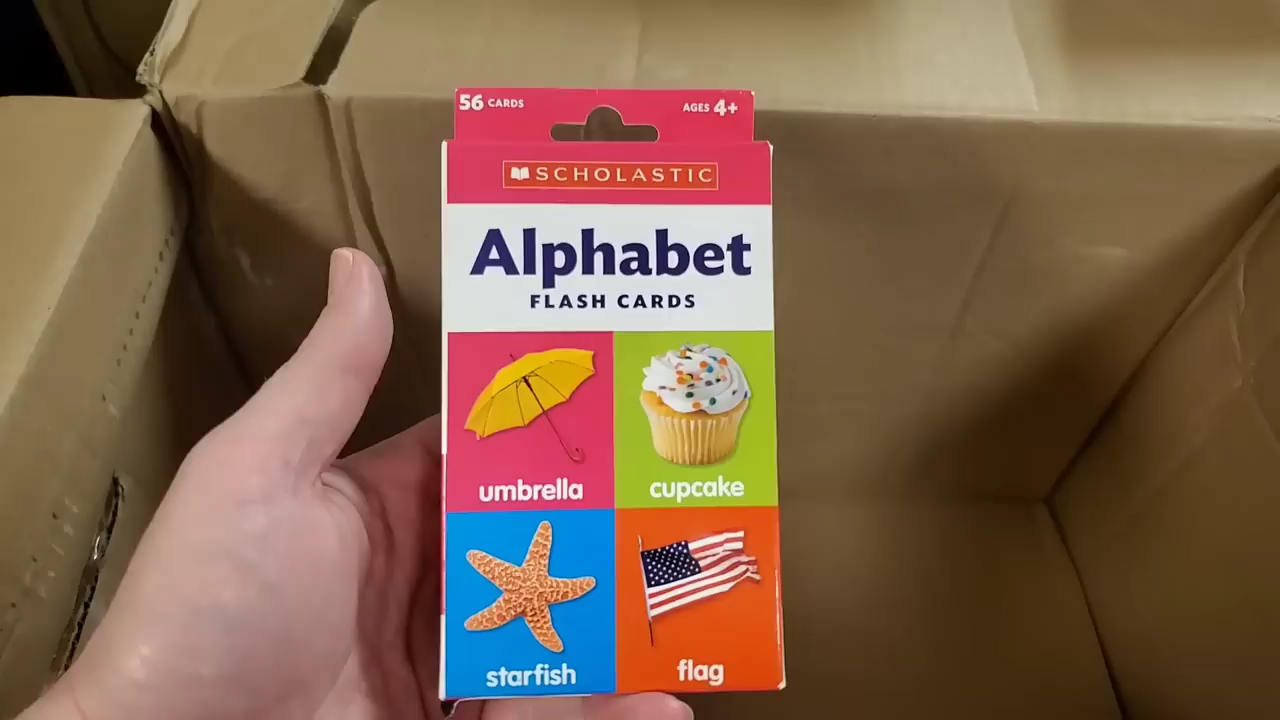 56 CARDS
AGES 4+
SCHOLASTIC
Alphabet
FLASH CARDS
umbrella
cupcake
starfish
flag